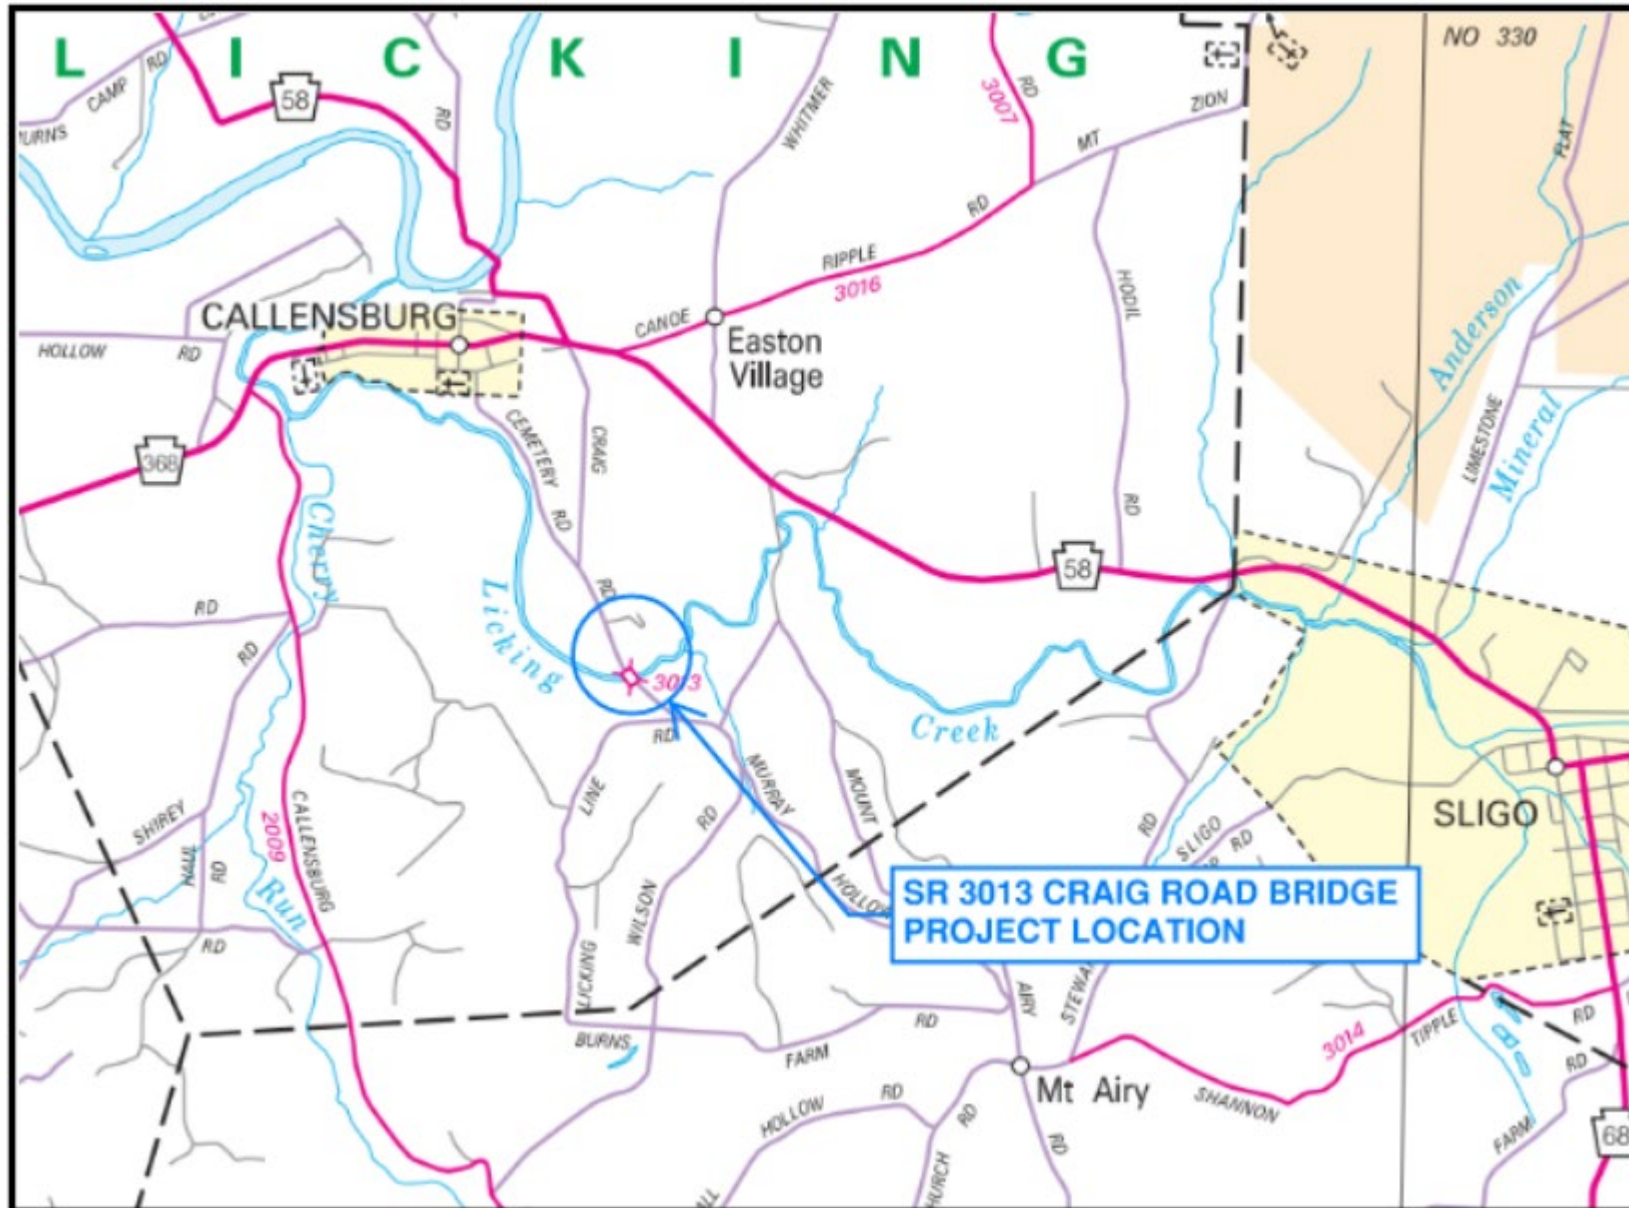 L I C K I N G
NO 330
CAMP RD
58
RD
WHITMER
3007
RD
ZION
MT
FLAT
RD
RIPPLE
3016
HODIL
CALLENSBURG
CANOE
Easton
Village
Anderson
HOLLOW RD
CEMETERY
CRAIG
LIMESTONE
Mineral
368
RD
RD
58
Cherry
Licking
RD
RD
RD
3013
Creek
RD
LINE
MURRAY
MOUNT
SLIGO
SHIREY
2009
CALLENSBURG
RD
RD
SLIGO
RD
HAUL
RD
Run
WILSON
HOLLOW
SR 3013 CRAIG ROAD BRIDGE
PROJECT LOCATION
RD
LICKING
AIRY
RD
BURNS
FARM
3014
TIPPLE
RD
RD
Mt Airy
SHANNON
HOLLOW
RD
RD
RD
FARM
68